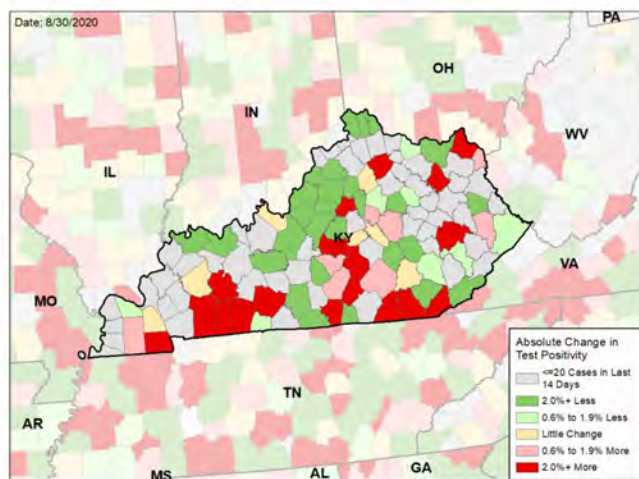 Date: 8/30/2020
PA
OH
IN
WV
IL
KY
VA
MO
TN
AR
MS
AL
GA
Absolute Change in
Test Positivity
<=20 Cases in Last
14 Days
2.0%+ Less
0.6% to 1.9% Less
Little Change
0.6% to 1.9% More
2.0%+ More